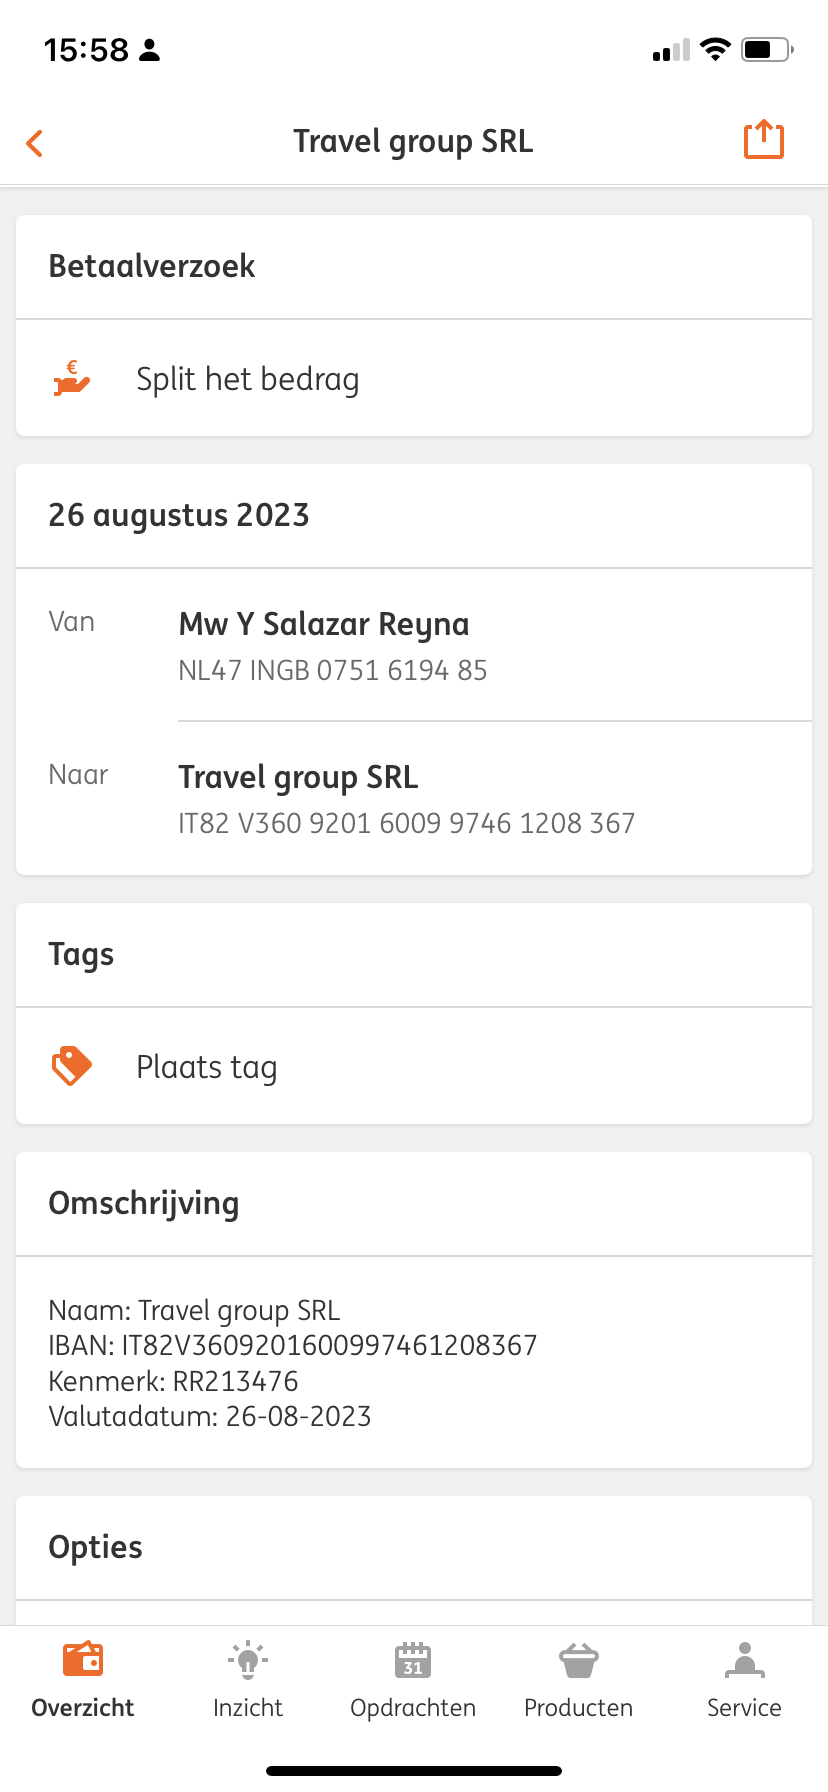 15:58
Travel group SRL
Betaalverzoek
€
Split het bedrag
26 augustus 2023
Van
Mw Y Salazar Reyna
NL47 INGB 0751 6194 85
Naar
Travel group SRL
IT82 V360 9201 6009 9746 1208 367
Tags
Plaats tag
Omschrijving
Naam: Travel group SRL
IBAN: IT82V3609201600997461208367
Kenmerk: RR213476
Valutadatum: 26-08-2023
Opties
31
Overzicht Inzicht Opdrachten Producten Service